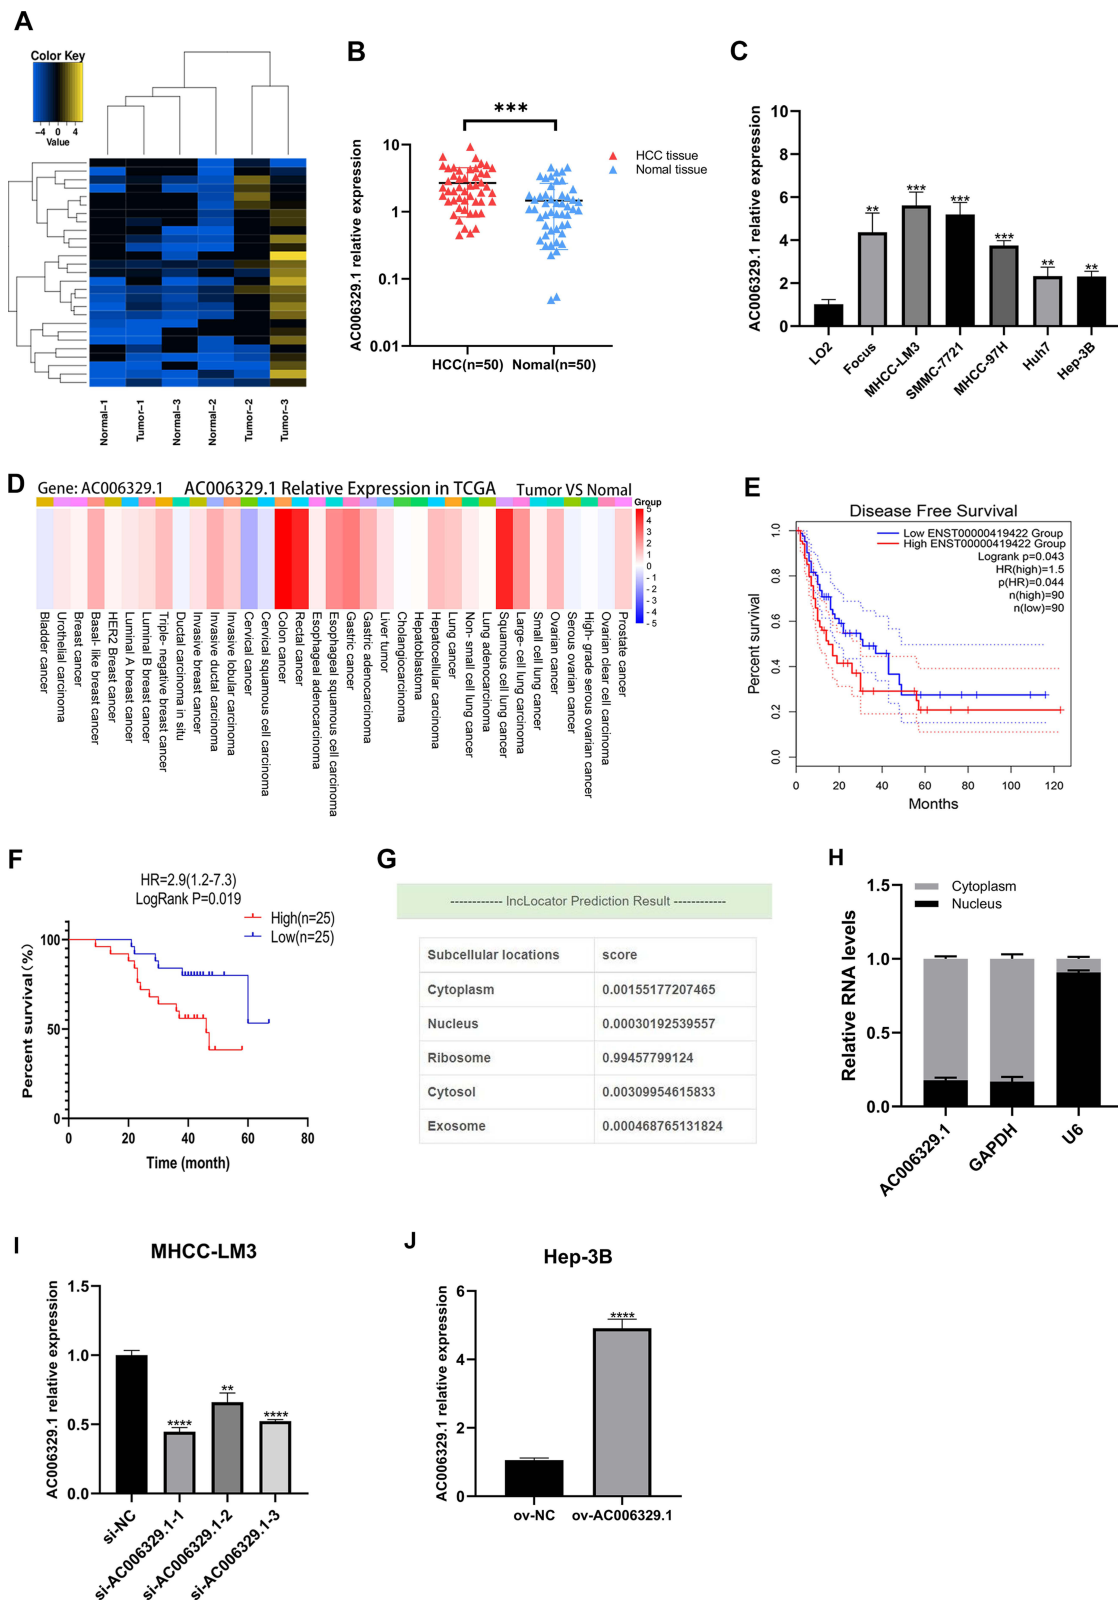 A
Color Key
−4 0 4
Value
Normal−1
Tumor−1
Normal−3
Normal−2
Tumor−2
Tumor−3
B
***
AC006329.1 relative expression
10
1
0.1
0.01
HCC(n=50)
Nomal(n=50)
HCC tissue
Nomal tissue
C
AC006329.1 relative expression
10
8
6
4
2
0
**
***
***
***
**
**
LO2
Focus
MHCC-LM3
SMMC-7721
MHCC-97H
Huh7
Hep-3B
D
Gene: AC006329.1
AC006329.1 Relative Expression in TCGA
Tumor VS Nomal
Group
5
4
3
2
1
0
- 1
- 2
- 3
- 4
- 5
Bladder cancer
Urothelial carcinoma
Breast cancer
Basal- like breast cancer
HER2 Breast cancer
Luminal A breast cancer
Luminal B breast cancer
Triple- negative breast cancer
Ductal carcinoma in situ
Invasive breast cancer
Invasive ductal carcinoma
Invasive lobular carcinoma
Cervical cancer
Cervical squamous cell carcinoma
Colon cancer
Rectal cancer
Esophageal adenocarcinoma
Esophageal squamous cell carcinoma
Gastric cancer
Gastric adenocarcinoma
Liver tumor
Cholangiocarcinoma
Hepatoblastoma
Hepatocellular carcinoma
Lung cancer
Non- small cell lung cancer
Lung adenocarcinoma
Squamous cell lung cancer
Large- cell lung carcinoma
Small cell lung cancer
Ovarian cancer
Serous ovarian cancer
High- grade serous ovarian cancer
Ovarian clear cell carcinoma
Prostate cancer
E
Disease Free Survival
Low ENST00000419422 Group
High ENST00000419422 Group
Logrank p=0.043
HR(high)=1.5
p(HR)=0.044
n(high)=90
n(low)=90
Percent survival
1.0
0.8
0.6
0.4
0.2
0.0
0 20 40 60 80 100 120
Months
F
HR=2.9(1.2-7.3)
LogRank P=0.019
High(n=25)
Low(n=25)
Percent survival (%)
100
50
0
0 20 40 60 80
Time (month)
G
------------ lncLocator Prediction Result ------------
Subcellular locations score
Cytoplasm 0.00155177207465
Nucleus 0.00030192539557
Ribosome 0.99457799124
Cytosol 0.00309954615833
Exosome 0.000468765131824
H
Cytoplasm
Nucleus
Relative RNA levels
1.5
1.0
0.5
0.0
AC006329.1
GAPDH
U6
I
MHCC-LM3
AC006329.1 relative expression
1.5
1.0
0.5
0.0
****
**
****
si-NC
si-AC006329.1-1
si-AC006329.1-2
si-AC006329.1-3
J
Hep-3B
AC006329.1 relative expression
6
4
2
0
****
ov-NC
ov-AC006329.1